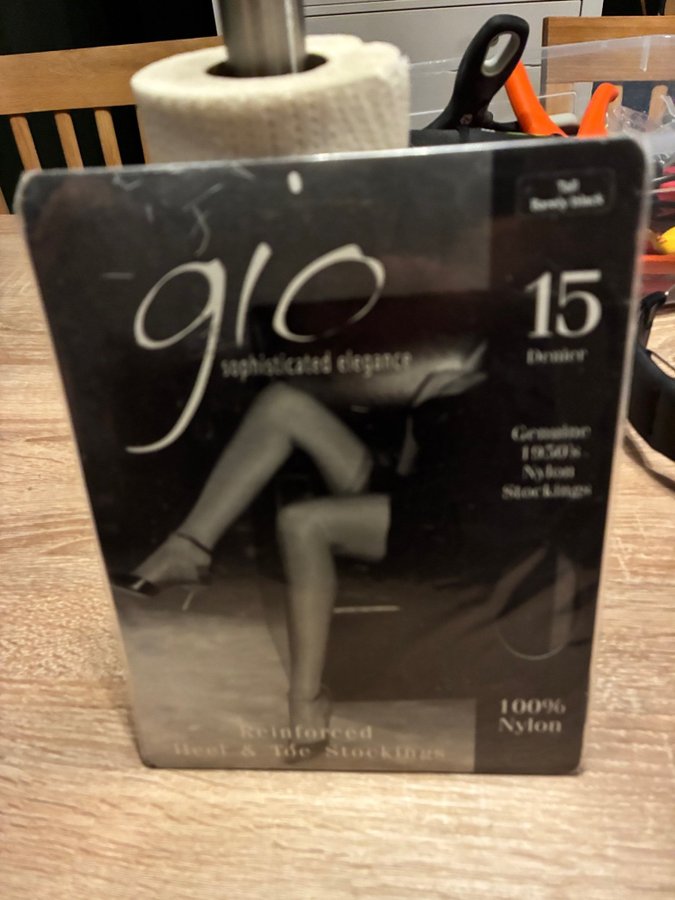 Tall
Barely black
gio
sophisticated elegance
15
Denier
Genuine
1950's
Nylon
Stockings
100%
Nylon
Reinforced
Heel & Toe Stockings